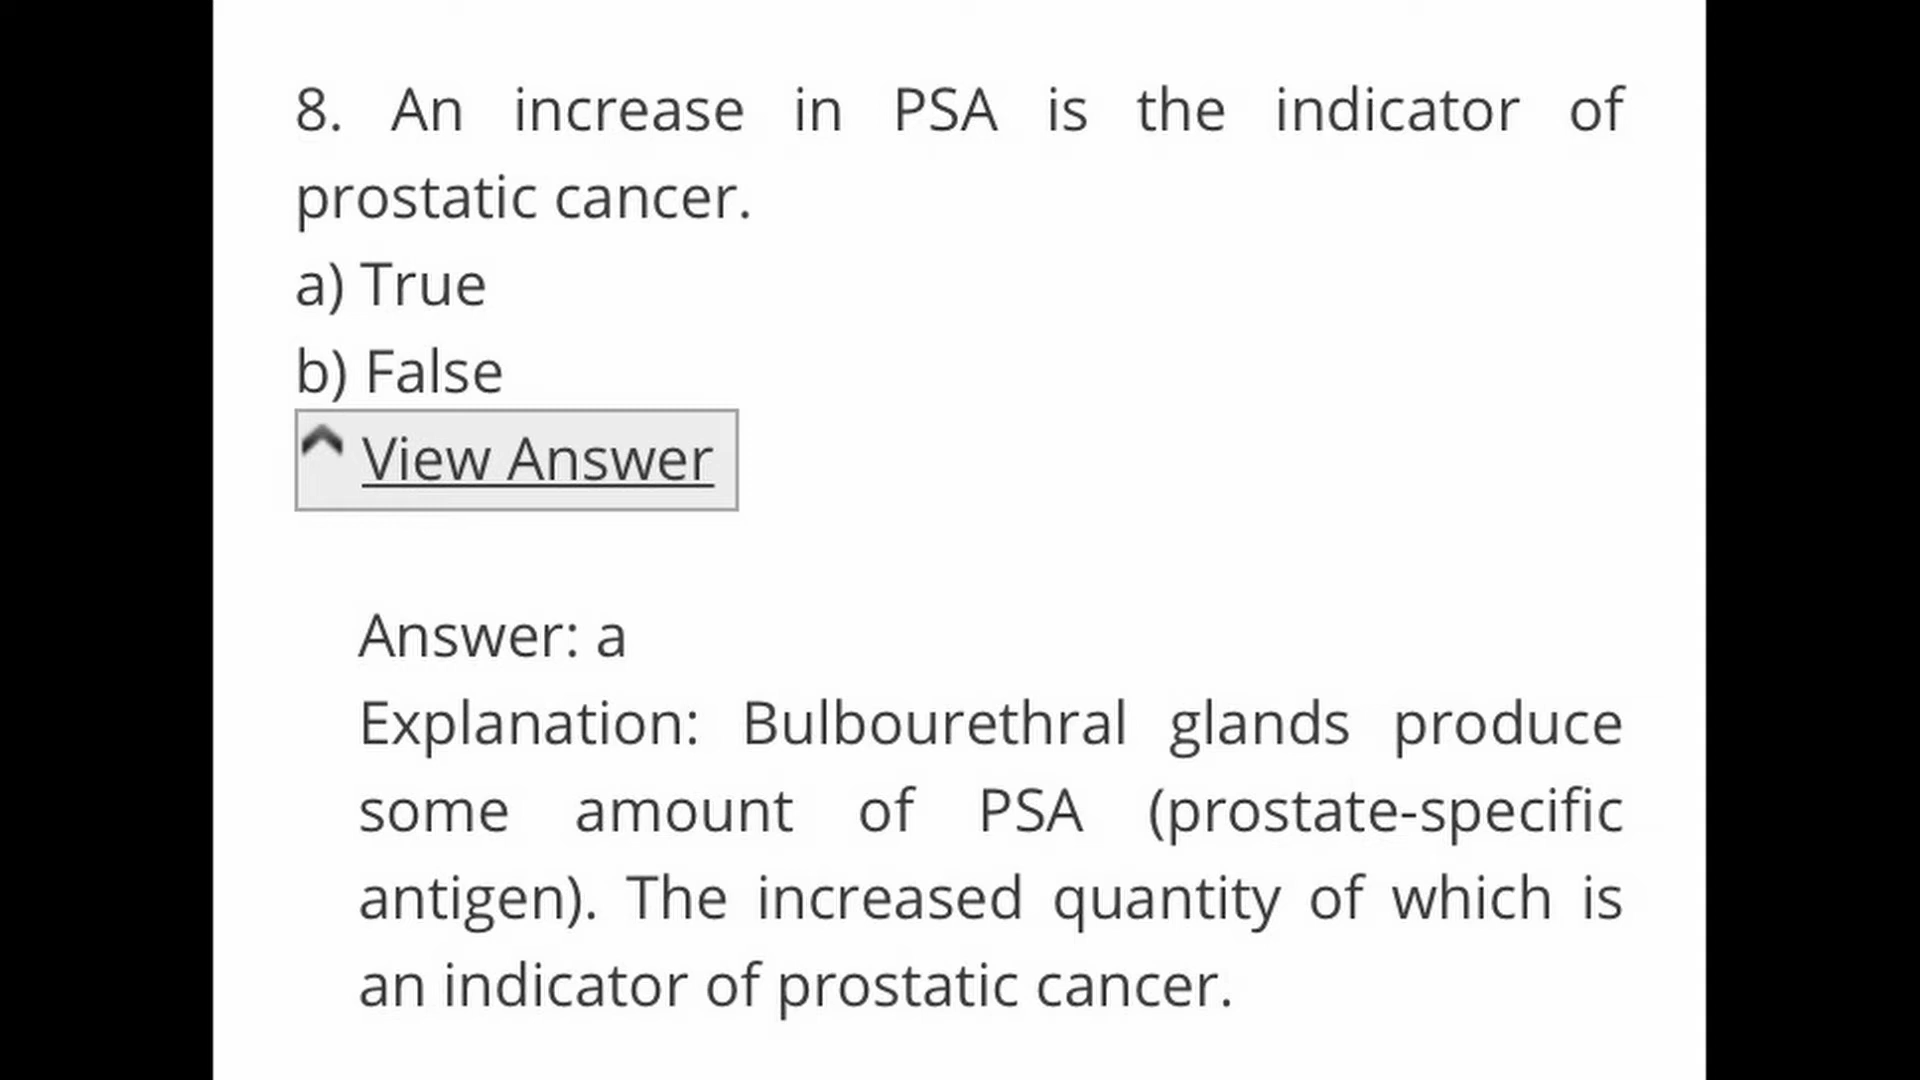 8. An increase in PSA is the indicator of
prostatic cancer.
a) True
b) False
View Answer
Answer: a
Explanation: Bulbourethral glands produce
some amount of PSA (prostate-specific
antigen). The increased quantity of which is
an indicator of prostatic cancer.